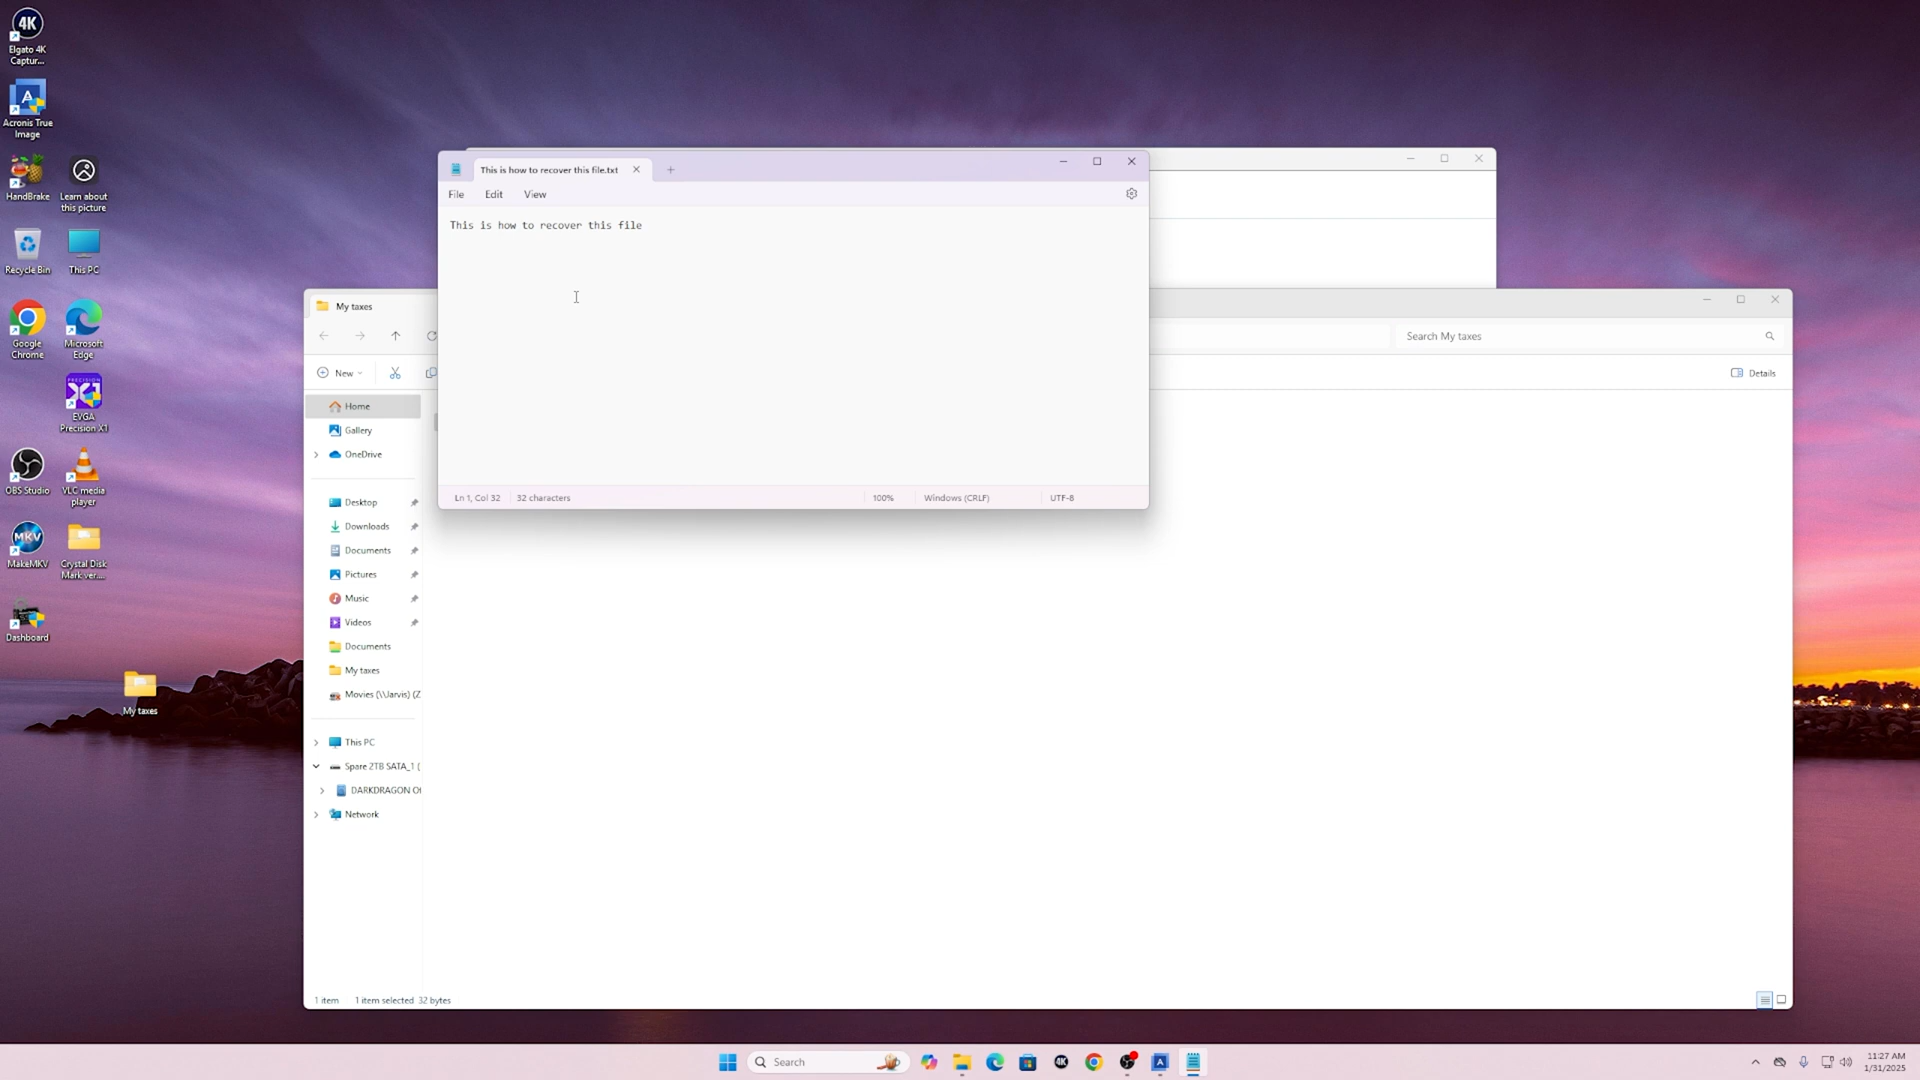 4K
Elgato 4K
Captur...
Acronis True
Image
HandBrake
Learn about
this picture
Recycle Bin
This PC
Google
Chrome
Microsoft
Edge
PRECISION
X1
EVGA
Precision X1
OBS Studio
VLC media
player
MKV
MakeMKV
Crystal Disk
Mark ver....
Dashboard
My taxes
This is how to recover this file.txt
File
Edit
View
This is how to recover this file
Ln 1, Col 32
32 characters
100%
Windows (CRLF)
UTF-8
My taxes
Search My taxes
New
Details
Home
Gallery
OneDrive
Desktop
Downloads
Documents
Pictures
Music
Videos
Documents
My taxes
Movies (\\Jarvis) (Z
This PC
Spare 2TB SATA_1 (
DARKDRAGON Of
Network
1 item
1 item selected
32 bytes
Search
4K
11:27 AM
1/31/2025